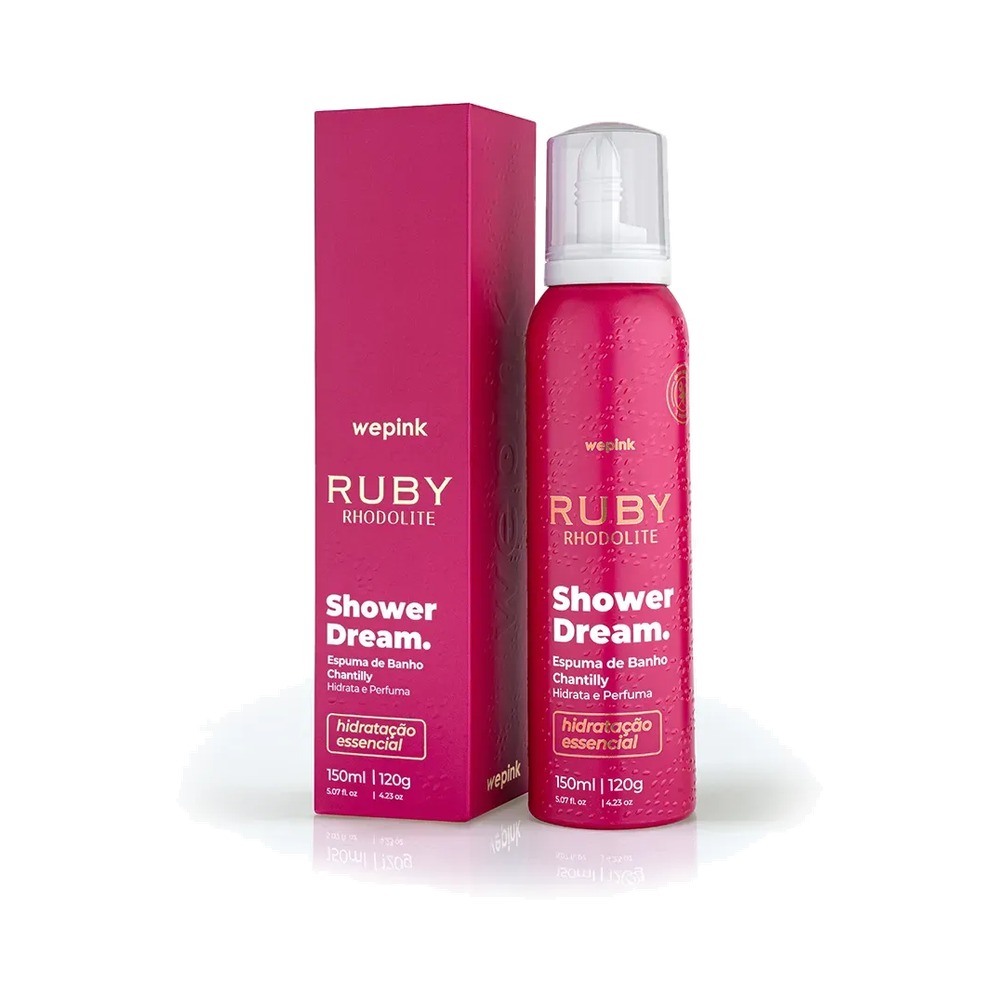 wepink
RUBY
RHODOLITE
Shower
Dream.
Espuma de Banho
Chantilly
Hidrata e Perfuma
hidratação
essencial
150ml | 120g
5.07 fl. oz | 4.23 oz
wepink
wepink
RUBY
RHODOLITE
Shower
Dream.
Espuma de Banho
Chantilly
Hidrata e Perfuma
hidratação
essencial
150ml | 120g
5.07 fl. oz | 4.23 oz